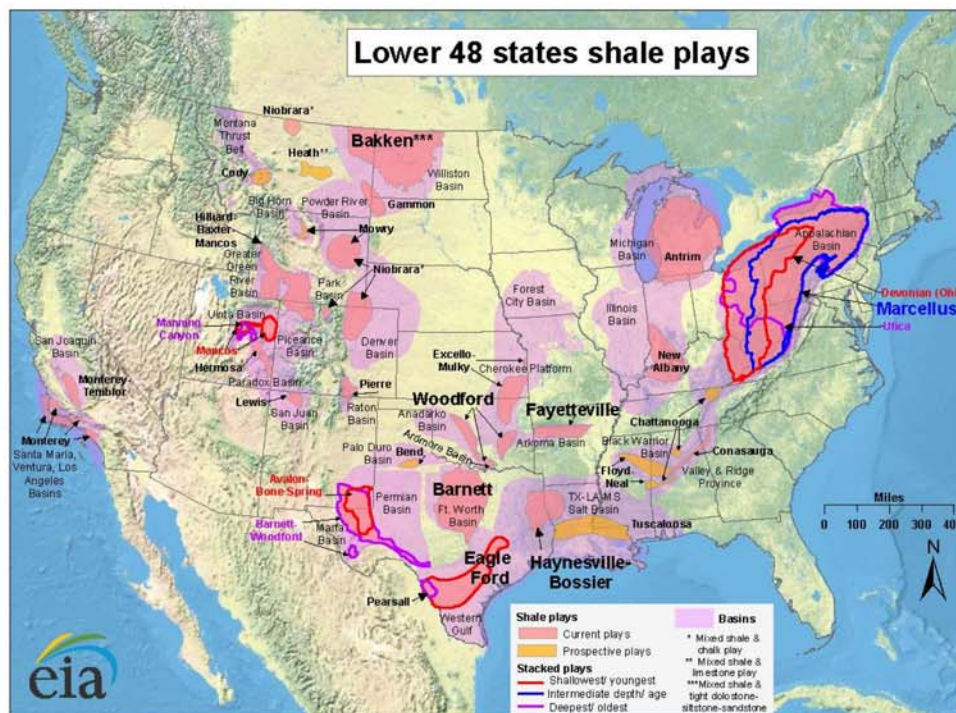 Lower 48 states shale plays
Niobrara*
Montana
Thrust
Belt
Bakken***
Heath**
Cody
Williston
Basin
Big Horn
Basin
Powder River
Basin
Gammon
Hilliard-
Baxter-
Mancos
Mowry
Greater
Green
River
Basin
Niobrara*
Park
Basin
Michigan
Basin
Antrim
Appalachian
Basin
Devonian (Ohi
Marcellus
Utica
Forest
City Basin
Illinois
Basin
Uinta Basin
Manning
Canyon
Mancos
Piceance
Basin
Denver
Basin
Hermosa
Paradox Basin
San Joaquin
Basin
Monterey-
Temblor
Excello-
Mulky
Cherokee Platform
New
Albany
Pierre
Lewis
San Juan
Basin
Raton
Basin
Woodford
Anadarko
Basin
Fayetteville
Arkoma Basin
Chattanooga
Monterey
Santa Maria,
Ventura, Los
Angeles
Basins
Palo Duro
Basin
Bend
Ardmore Basin
Black Warrior
Basin
Conasauga
Floyd-
Neal
Valley & Ridge
Province
Avalon-
Bone Spring
Permian
Basin
Barnett
Ft. Worth
Basin
TX-LA-MS
Salt Basin
Tuscaloosa
Barnett-
Woodford
Marfa
Basin
Eagle
Ford
Haynesville-
Bossier
Pearsall
Western
Gulf
Miles
0 100 200 300 400
N
Shale plays
Current plays
Prospective plays
Stacked plays
Shallowest/ youngest
Intermediate depth/ age
Deepest/ oldest
Basins
* Mixed shale &
chalk play
** Mixed shale &
limestone play
***Mixed shale &
tight dolostone-
siltstone-sandstone
eia